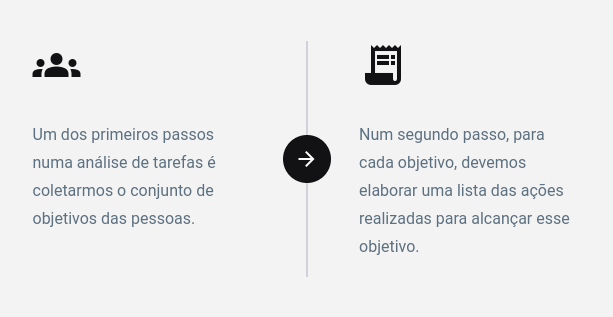 Um dos primeiros passos
numa análise de tarefas é
coletarmos o conjunto de
objetivos das pessoas.
Num segundo passo, para
cada objetivo, devemos
elaborar uma lista das ações
realizadas para alcançar esse
objetivo.